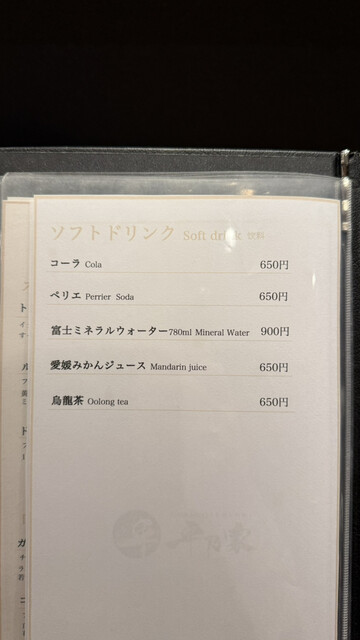 ソフトドリンク Soft drink 饮料
コーラ Cola 650円
ペリエ Perrier Soda 650円
富士ミネラルウォーター780ml Mineral Water 900円
愛媛みかんジュース Mandarin juice 650円
烏龍茶 Oolong tea 650円